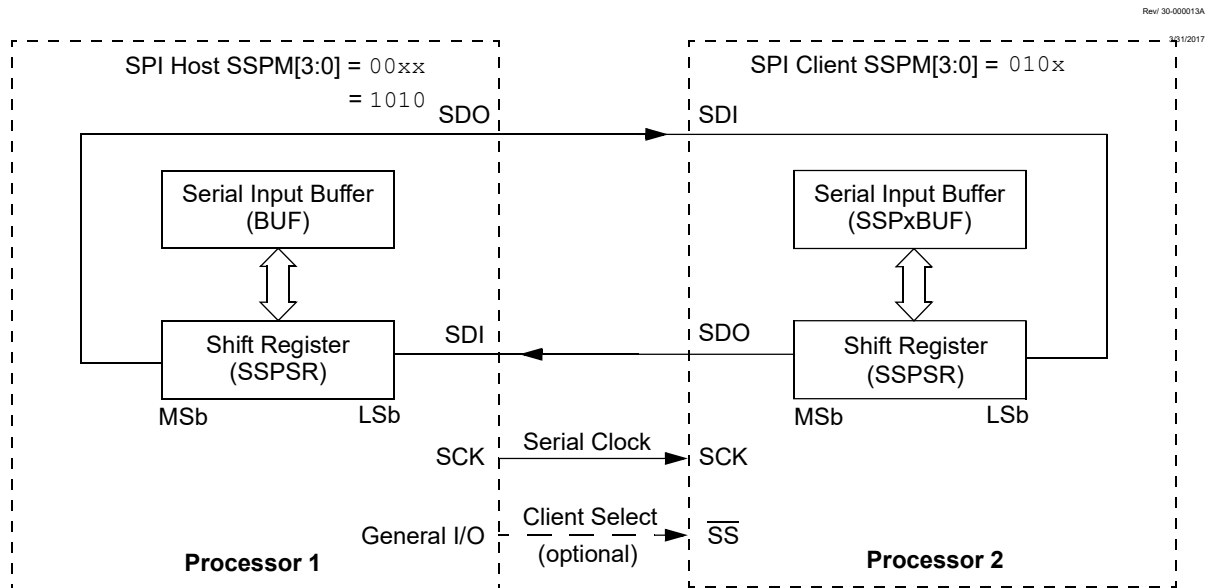 Rev/ 30-000013A
3/31/2017
SPI Host SSPM[3:0] = 00xx
= 1010
SPI Client SSPM[3:0] = 010x
SDO
SDI
Serial Input Buffer
(BUF)
Serial Input Buffer
(SSPxBUF)
SDI
SDO
Shift Register
(SSPSR)
Shift Register
(SSPSR)
MSb
LSb
MSb
LSb
SCK
Serial Clock
SCK
General I/O
Client Select
(optional)
SS
Processor 1
Processor 2